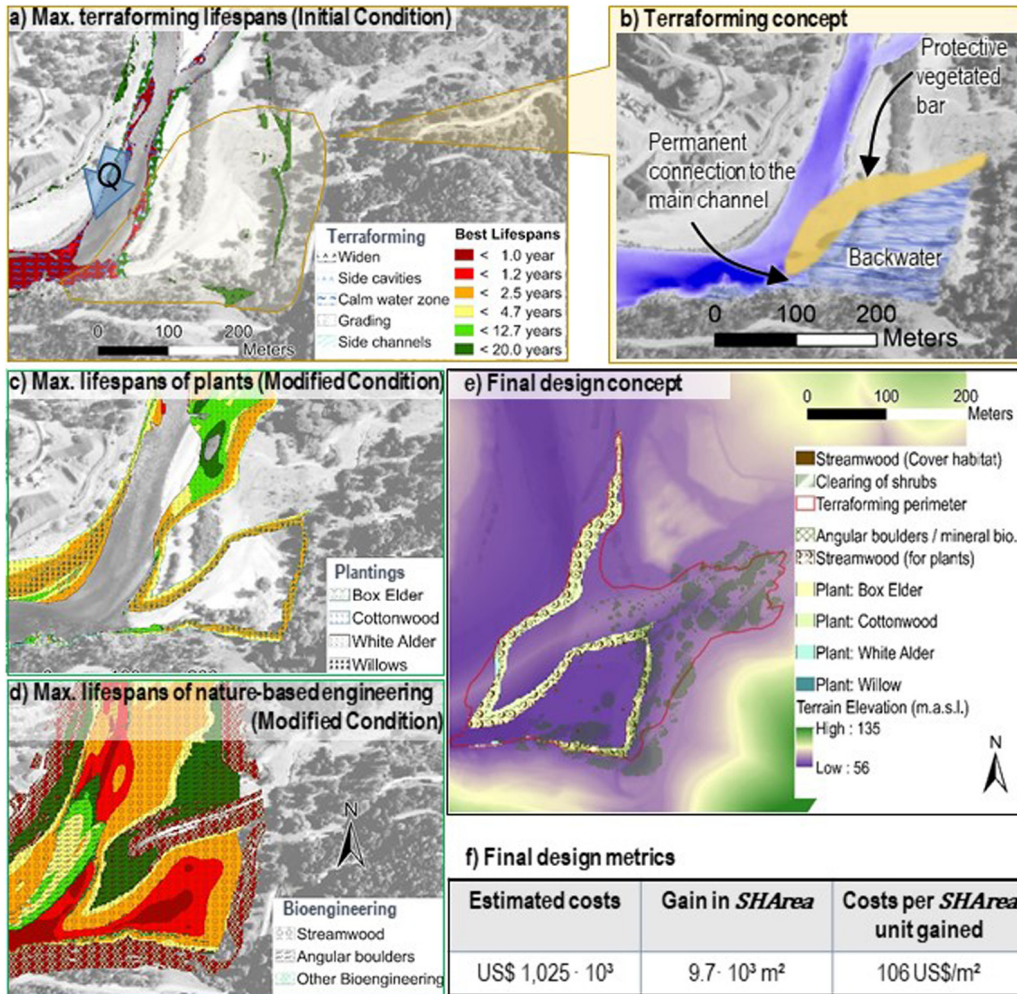 a) Max. terraforming lifespans (Initial Condition)
Q
Terraforming
Widen
Side cavities
Calm water zone
Grading
Side channels
Best Lifespans
< 1.0 year
< 1.2 years
< 2.5 years
< 4.7 years
< 12.7 years
< 20.0 years
0 100 200
Meters
b) Terraforming concept
Protective
vegetated
bar
Permanent
connection to the
main channel
Backwater
0 100 200
Meters
c) Max. lifespans of plants (Modified Condition)
Plantings
Box Elder
Cottonwood
White Alder
Willows
d) Max. lifespans of nature-based engineering
(Modified Condition)
N
Bioengineering
Streamwood
Angular boulders
Other Bioengineering
e) Final design concept
0 100 200
Meters
Streamwood (Cover habitat)
Clearing of shrubs
Terraforming perimeter
Angular boulders / mineral bio.
Streamwood (for plants)
Plant: Box Elder
Plant: Cottonwood
Plant: White Alder
Plant: Willow
Terrain Elevation (m.a.s.l.)
High : 135
Low : 56
N
f) Final design metrics
Estimated costs Gain in SHArea Costs per SHArea
unit gained
US$ 1,025 · 10³ 9.7· 10³ m² 106 US$/m²